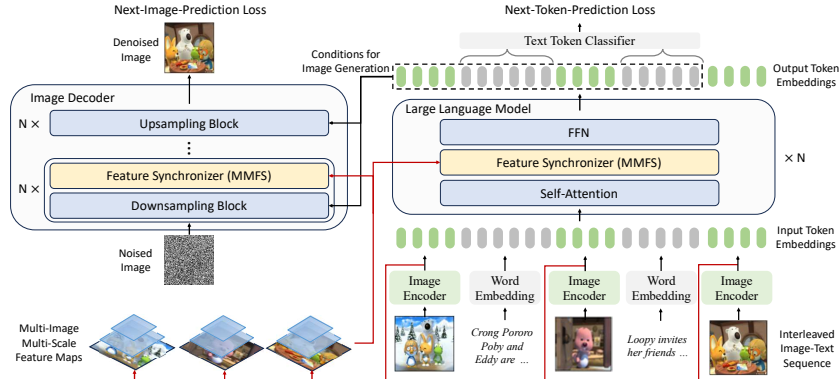 Next-Image-Prediction Loss
Next-Token-Prediction Loss
Denoised
Image
Conditions for
Image Generation
Text Token Classifier
Output Token
Embeddings
Image Decoder
N ×
Upsampling Block
N ×
Feature Synchronizer (MMFS)
Downsampling Block
Large Language Model
FFN
Feature Synchronizer (MMFS)
Self-Attention
× N
Noised
Image
Input Token
Embeddings
Image
Encoder
Word
Embedding
Image
Encoder
Word
Embedding
Image
Encoder
Multi-Image
Multi-Scale
Feature Maps
Crong Pororo
Poby and
Eddy are ...
Loopy invites
her friends ...
Interleaved
Image-Text
Sequence